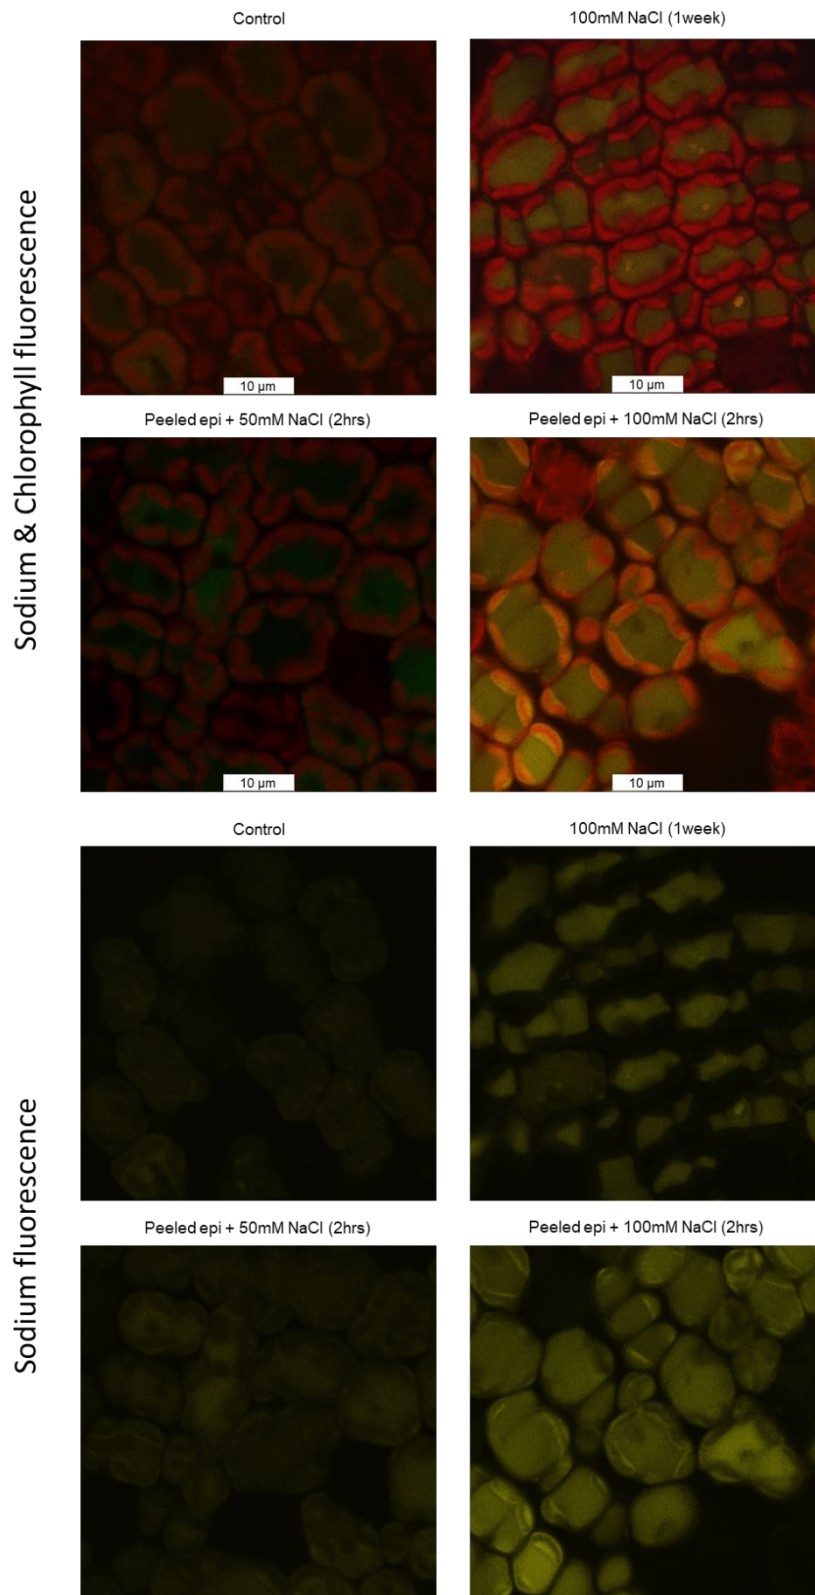 Control
100mM NaCl (1week)
Sodium & Chlorophyll fluorescence
10 µm
10 µm
Peeled epi + 50mM NaCl (2hrs)
Peeled epi + 100mM NaCl (2hrs)
10 µm
10 µm
Control
100mM NaCl (1week)
Sodium fluorescence
Peeled epi + 50mM NaCl (2hrs)
Peeled epi + 100mM NaCl (2hrs)